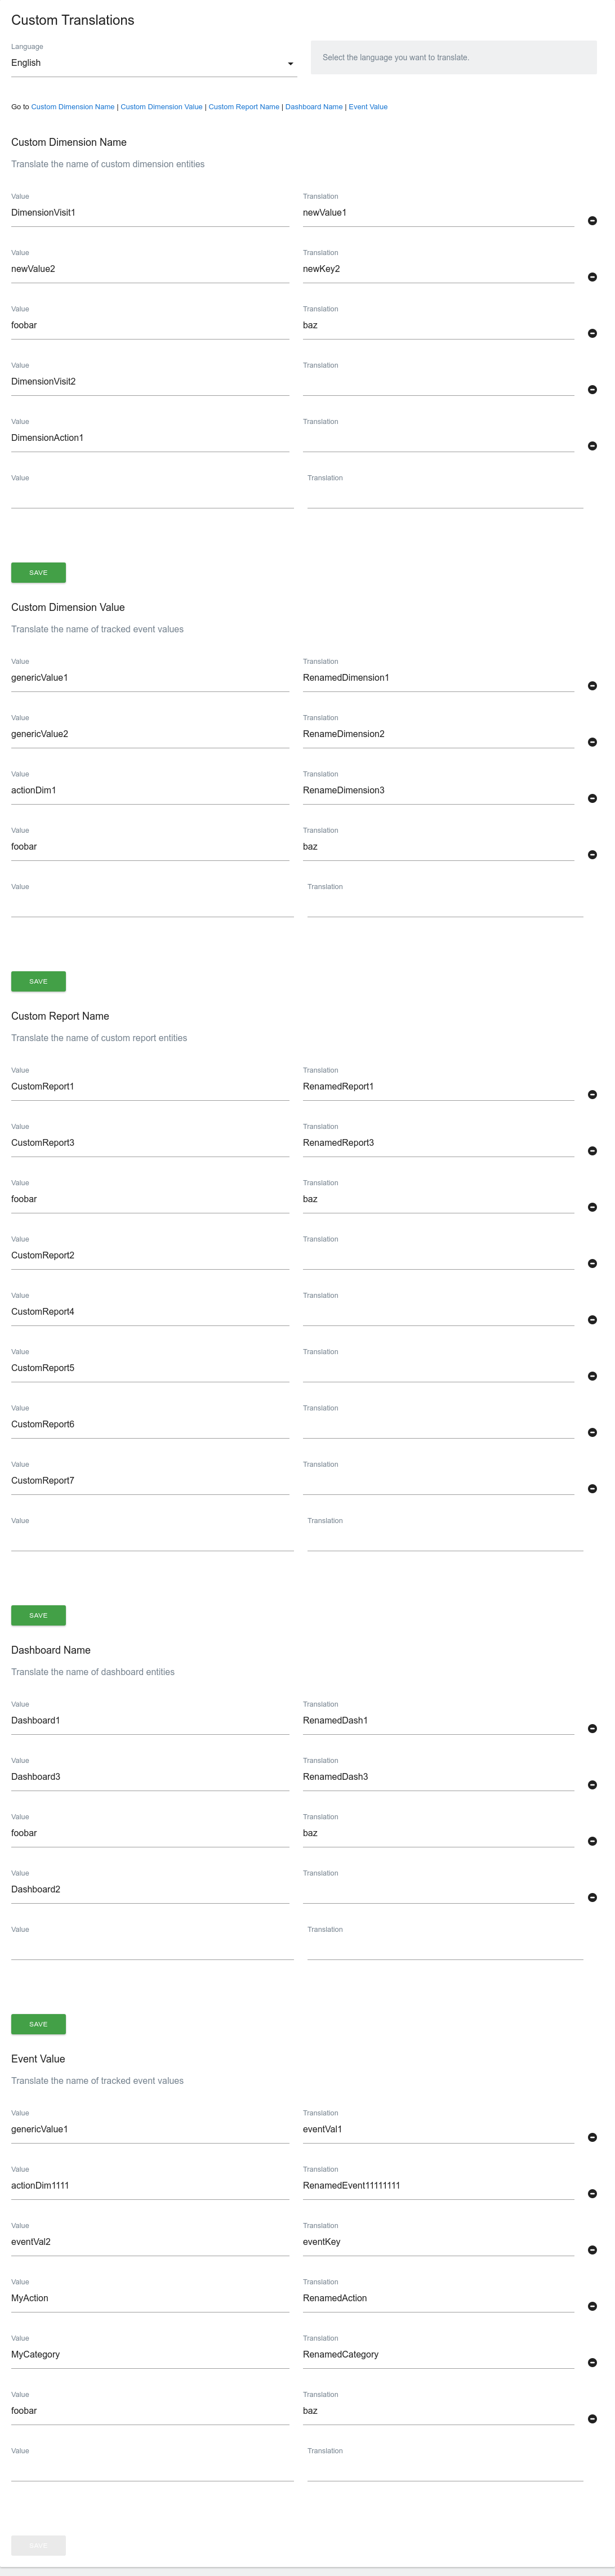 Custom Translations
Language
English
Select the language you want to translate.
Go to Custom Dimension Name | Custom Dimension Value | Custom Report Name | Dashboard Name | Event Value
Custom Dimension Name
Translate the name of custom dimension entities
Value Translation
DimensionVisit1 newValue1
Value Translation
newValue2 newKey2
Value Translation
foobar baz
Value Translation
DimensionVisit2
Value Translation
DimensionAction1
Value Translation
SAVE
Custom Dimension Value
Translate the name of tracked event values
Value Translation
genericValue1 RenamedDimension1
Value Translation
genericValue2 RenameDimension2
Value Translation
actionDim1 RenameDimension3
Value Translation
foobar baz
Value Translation
SAVE
Custom Report Name
Translate the name of custom report entities
Value Translation
CustomReport1 RenamedReport1
Value Translation
CustomReport3 RenamedReport3
Value Translation
foobar baz
Value Translation
CustomReport2
Value Translation
CustomReport4
Value Translation
CustomReport5
Value Translation
CustomReport6
Value Translation
CustomReport7
Value Translation
SAVE
Dashboard Name
Translate the name of dashboard entities
Value Translation
Dashboard1 RenamedDash1
Value Translation
Dashboard3 RenamedDash3
Value Translation
foobar baz
Value Translation
Dashboard2
Value Translation
SAVE
Event Value
Translate the name of tracked event values
Value Translation
genericValue1 eventVal1
Value Translation
actionDim1111 RenamedEvent11111111
Value Translation
eventVal2 eventKey
Value Translation
MyAction RenamedAction
Value Translation
MyCategory RenamedCategory
Value Translation
foobar baz
Value Translation
SAVE